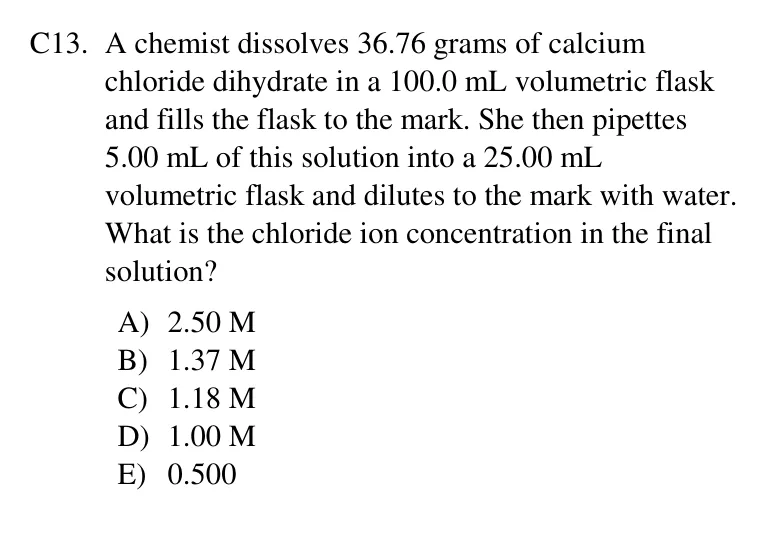 C13. A chemist dissolves 36.76 grams of calcium
chloride dihydrate in a 100.0 mL volumetric flask
and fills the flask to the mark. She then pipettes
5.00 mL of this solution into a 25.00 mL
volumetric flask and dilutes to the mark with water.
What is the chloride ion concentration in the final
solution?
A) 2.50 M
B) 1.37 M
C) 1.18 M
D) 1.00 M
E) 0.500